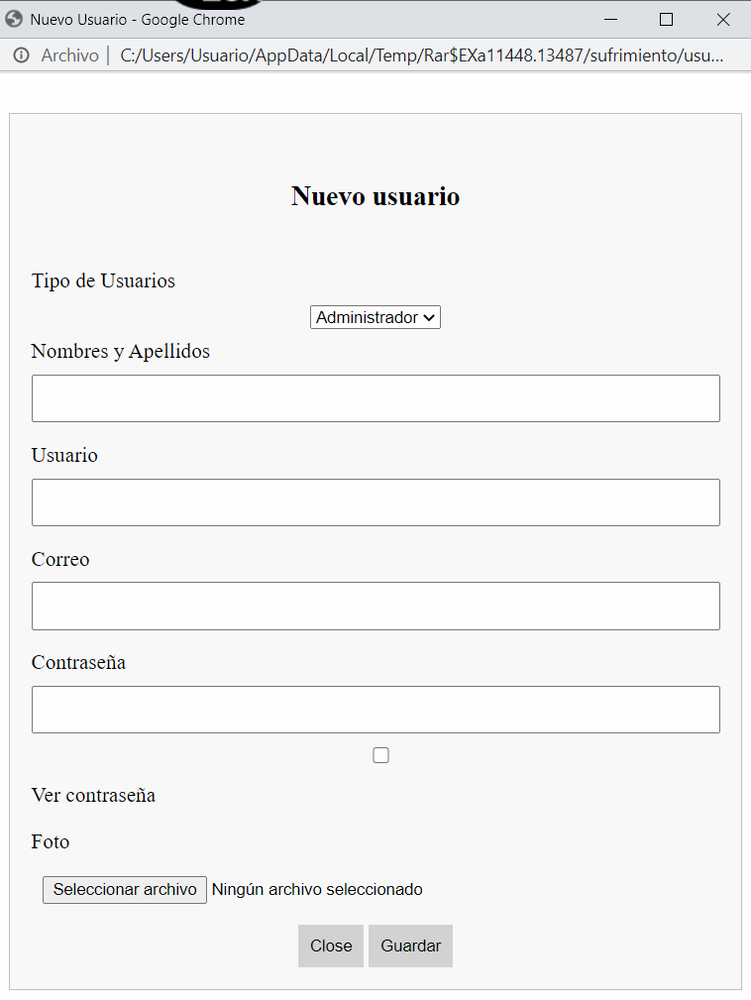 Nuevo Usuario - Google Chrome
Archivo | C:/Users/Usuario/AppData/Local/Temp/Rar$EXa11448.13487/sufrimiento/usu...
Nuevo usuario
Tipo de Usuarios
Administrador
Nombres y Apellidos
Usuario
Correo
Contraseña
Ver contraseña
Foto
Seleccionar archivo Ningún archivo seleccionado
Close Guardar